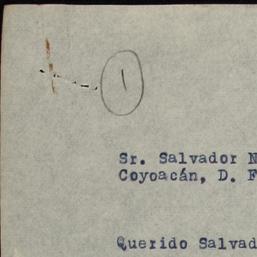 1
Sr. Salvador N
Coyoacán, D. F
Querido Salvad